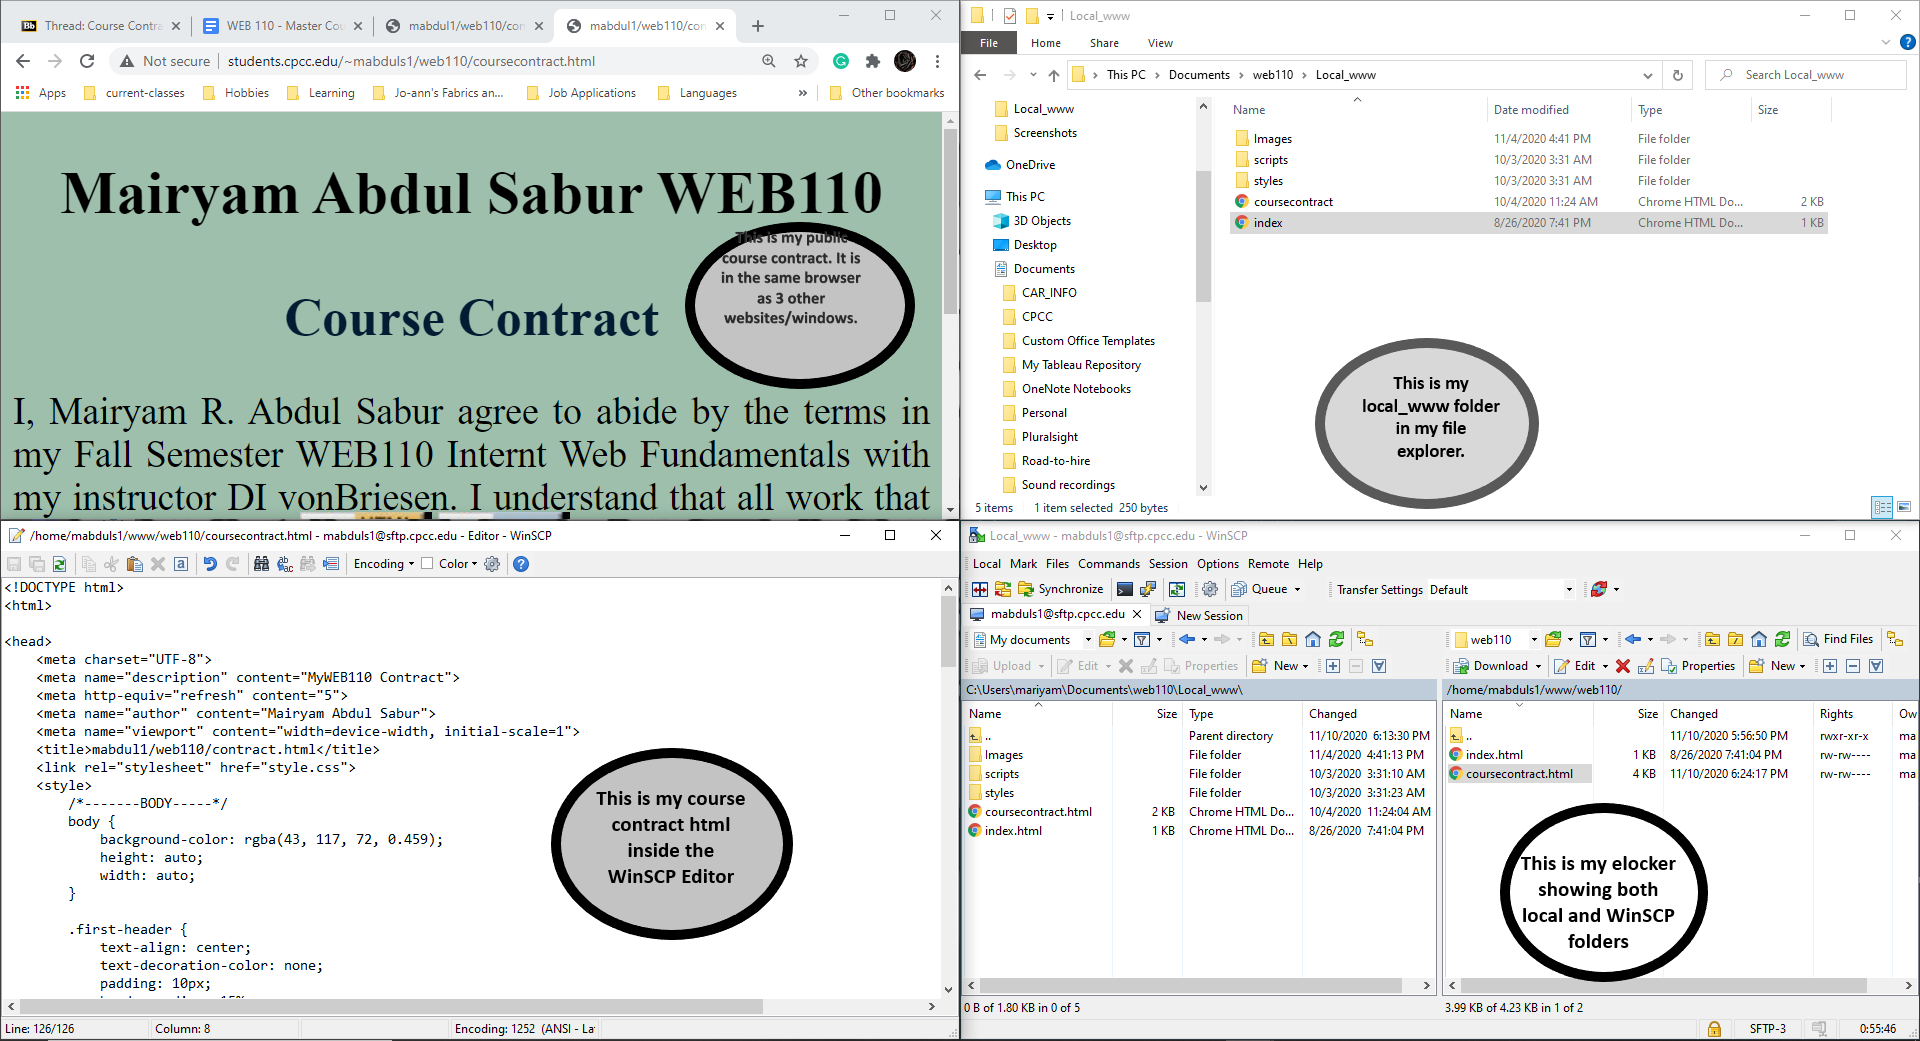 Thread: Course Contra
WEB 110 - Master Cou
mabdul1/web110/con
mabdul1/web110/con
Not secure
students.cpcc.edu/~mabduls1/web110/coursecontract.html
Apps
current-classes
Hobbies
Learning
Jo-ann's Fabrics an...
Job Applications
Languages
»
Other bookmarks
Mairyam Abdul Sabur WEB110
This is my public
course contract. It is
in the same browser
as 3 other
websites/windows.
Course Contract
I, Mairyam R. Abdul Sabur agree to abide by the terms in
my Fall Semester WEB110 Internt Web Fundamentals with
my instructor DI vonBriesen. I understand that all work that
Local_www
File
Home
Share
View
This PC
Documents
web110
Local_www
Search Local_www
Local_www
Screenshots
OneDrive
This PC
3D Objects
Desktop
Documents
CAR_INFO
CPCC
Custom Office Templates
My Tableau Repository
OneNote Notebooks
Personal
Pluralsight
Road-to-hire
Sound recordings
Name Date modified Type Size
Images 11/4/2020 4:41 PM File folder
scripts 10/3/2020 3:31 AM File folder
styles 10/3/2020 3:31 AM File folder
coursecontract 10/4/2020 11:24 AM Chrome HTML Do... 2 KB
index 8/26/2020 7:41 PM Chrome HTML Do... 1 KB
This is my
local_www folder
in my file
explorer.
5 items 1 item selected 250 bytes
/home/mabduls1/www/web110/coursecontract.html - mabduls1@sftp.cpcc.edu - Editor - WinSCP
Encoding
Color
<!DOCTYPE html>
<html>
<head>
<meta charset="UTF-8">
<meta name="description" content="MyWEB110 Contract">
<meta http-equiv="refresh" content="5">
<meta name="author" content="Mairyam Abdul Sabur">
<meta name="viewport" content="width=device-width, initial-scale=1">
<title>mabdul1/web110/contract.html</title>
<link rel="stylesheet" href="style.css">
<style>
/*-------BODY-----*/
body {
background-color: rgba(43, 117, 72, 0.459);
height: auto;
width: auto;
}
.first-header {
text-align: center;
text-decoration-color: none;
padding: 10px;
This is my course
contract html
inside the
WinSCP Editor
Line: 126/126
Column: 8
Encoding: 1252 (ANSI - La
Local_www - mabduls1@sftp.cpcc.edu - WinSCP
Local Mark Files Commands Session Options Remote Help
Synchronize
Queue
Transfer Settings Default
mabduls1@sftp.cpcc.edu
New Session
My documents
web110
Find Files
Upload
Edit
Properties
New
Download
Edit
Properties
New
C:\Users\mariyam\Documents\web110\Local_www\
Name Size Type Changed
.. Parent directory 11/10/2020 6:13:30 PM
Images File folder 11/4/2020 4:41:13 PM
scripts File folder 10/3/2020 3:31:10 AM
styles File folder 10/3/2020 3:31:23 AM
coursecontract.html 2 KB Chrome HTML Do... 10/4/2020 11:24:04 AM
index.html 1 KB Chrome HTML Do... 8/26/2020 7:41:04 PM
0 B of 1.80 KB in 0 of 5
/home/mabduls1/www/web110/
Name Size Changed Rights Ow
.. 11/10/2020 5:56:50 PM rwxr-xr-x ma
index.html 1 KB 8/26/2020 7:41:04 PM rw-rw---- ma
coursecontract.html 4 KB 11/10/2020 6:24:17 PM rw-rw---- ma
This is my elocker
showing both
local and WinSCP
folders
3.99 KB of 4.23 KB in 1 of 2
SFTP-3
0:55:46